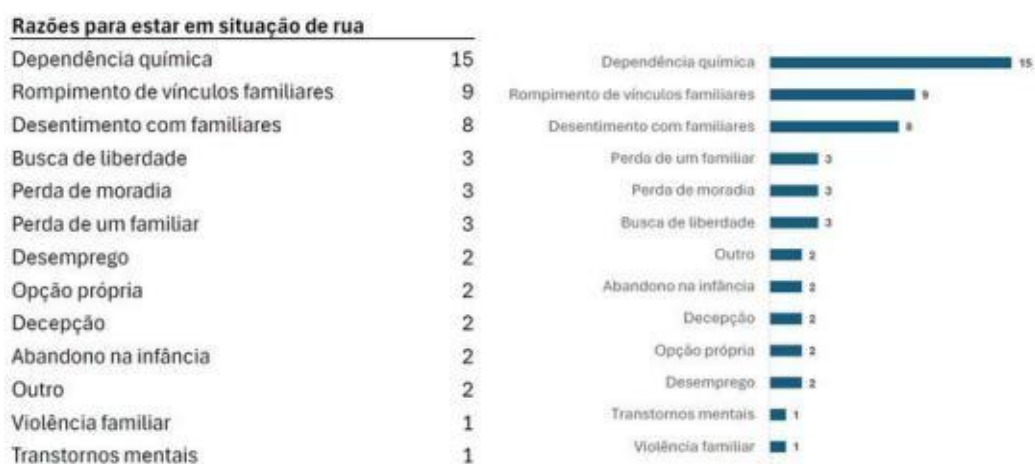 Razões para estar em situação de rua
Dependência química 15
Rompimento de vínculos familiares 9
Desentimento com familiares 8
Busca de liberdade 3
Perda de moradia 3
Perda de um familiar 3
Desemprego 2
Opção própria 2
Decepção 2
Abandono na infância 2
Outro 2
Violência familiar 1
Transtornos mentais 1
Dependência química 15
Rompimento de vínculos familiares 9
Desentimento com familiares 8
Perda de um familiar 3
Perda de moradia 3
Busca de liberdade 3
Outro 2
Abandono na infância 2
Decepção 2
Opção própria 2
Desemprego 2
Transtornos mentais 1
Violência familiar 1